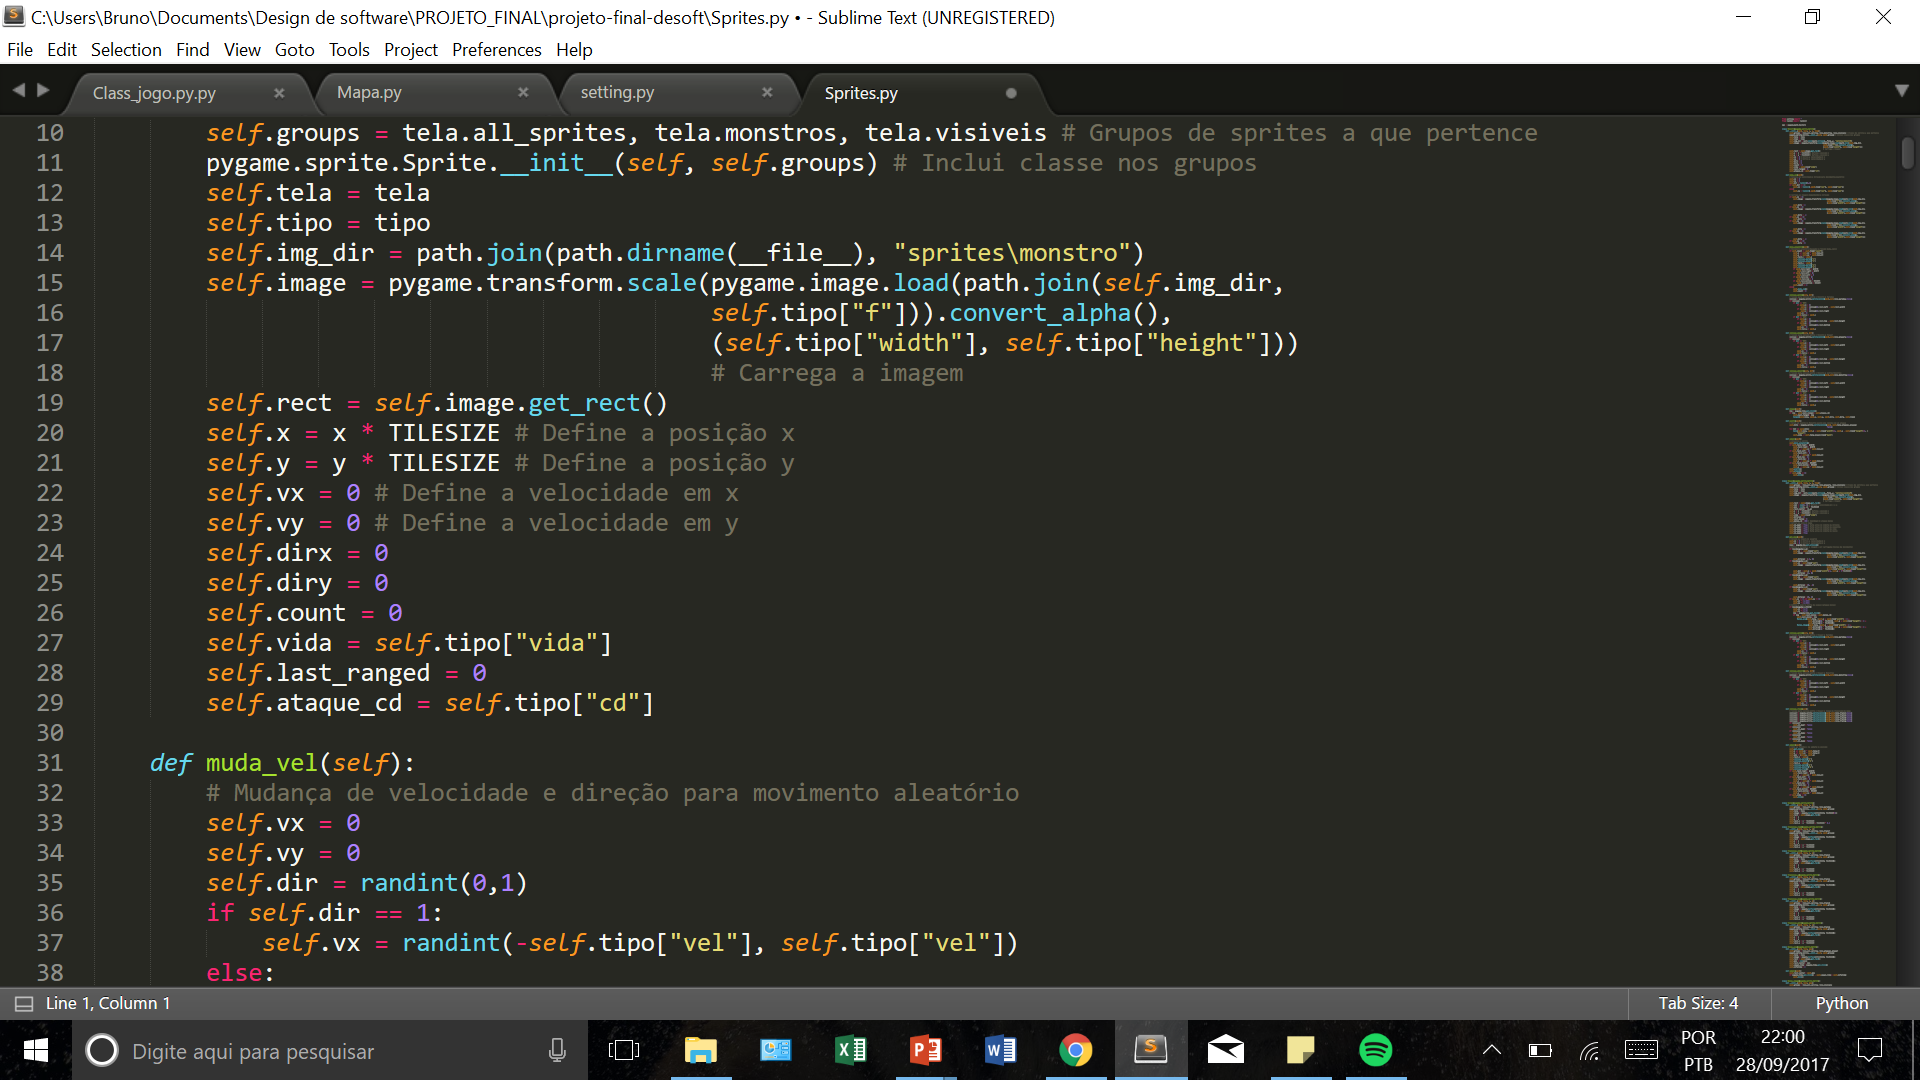 C:\Users\Bruno\Documents\Design de software\PROJETO_FINAL\projeto-final-desoft\Sprites.py • - Sublime Text (UNREGISTERED)
File Edit Selection Find View Goto Tools Project Preferences Help
Class_jogo.py.py Mapa.py setting.py Sprites.py
10 self.groups = tela.all_sprites, tela.monstros, tela.visiveis # Grupos de sprites a que pertence
11 pygame.sprite.Sprite.__init__(self, self.groups) # Inclui classe nos grupos
12 self.tela = tela
13 self.tipo = tipo
14 self.img_dir = path.join(path.dirname(__file__), "sprites\monstro")
15 self.image = pygame.transform.scale(pygame.image.load(path.join(self.img_dir,
16 self.tipo["f"])).convert_alpha(),
17 (self.tipo["width"], self.tipo["height"]))
18 # Carrega a imagem
19 self.rect = self.image.get_rect()
20 self.x = x * TILESIZE # Define a posição x
21 self.y = y * TILESIZE # Define a posição y
22 self.vx = 0 # Define a velocidade em x
23 self.vy = 0 # Define a velocidade em y
24 self.dirx = 0
25 self.diry = 0
26 self.count = 0
27 self.vida = self.tipo["vida"]
28 self.last_ranged = 0
29 self.ataque_cd = self.tipo["cd"]
30
31 def muda_vel(self):
32 # Mudança de velocidade e direção para movimento aleatório
33 self.vx = 0
34 self.vy = 0
35 self.dir = randint(0,1)
36 if self.dir == 1:
37 self.vx = randint(-self.tipo["vel"], self.tipo["vel"])
38 else:
Line 1, Column 1 Tab Size: 4 Python
Digite aqui para pesquisar
POR 22:00
PTB 28/09/2017